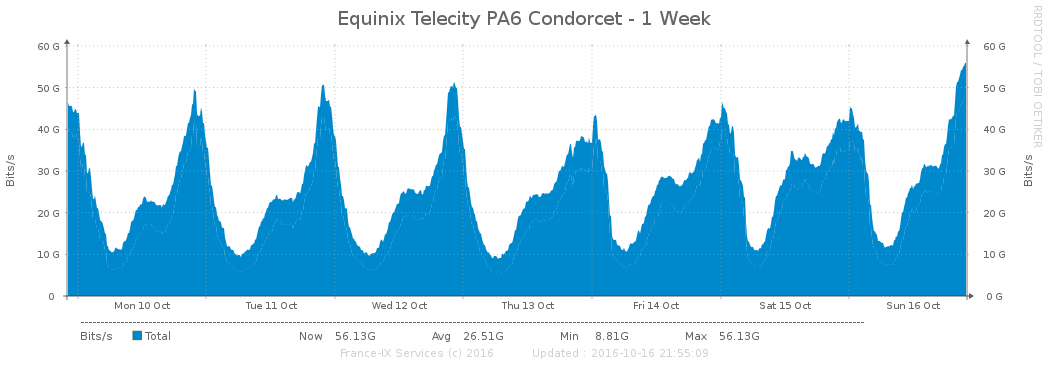 Equinix Telecity PA6 Condorcet - 1 Week
RRDTOOL / TOBI OETIKER
Bits/s
60 G 60 G
50 G 50 G
40 G 40 G
30 G 30 G
20 G 20 G
10 G 10 G
0 0 G
Bits/s
Mon 10 Oct Tue 11 Oct Wed 12 Oct Thu 13 Oct Fri 14 Oct Sat 15 Oct Sun 16 Oct
Bits/s Total Now 56.13G Avg 26.51G Min 8.81G Max 56.13G
France-IX Services (c) 2016 Updated : 2016-10-16 21:55:09